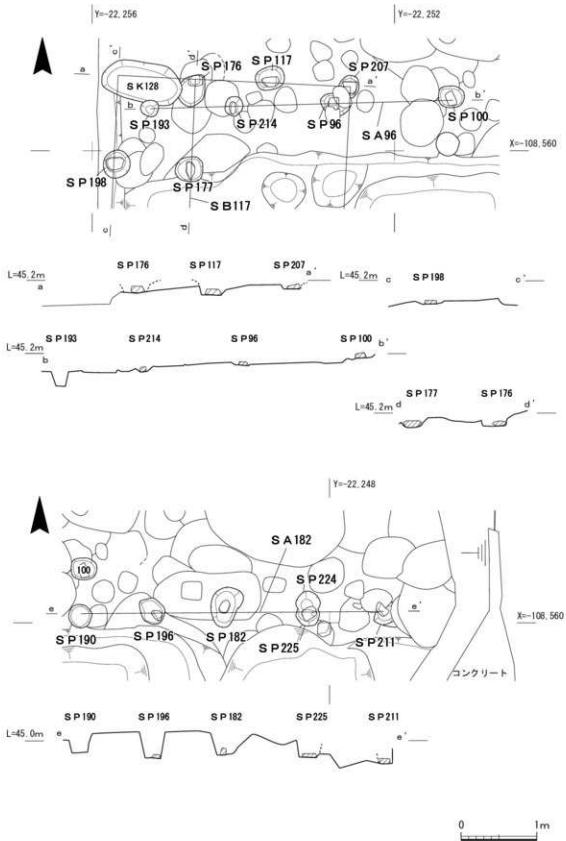 Y=-22,256
Y=-22,252
c'
d'
SP176
SP117
SP207
a
a'
SK128
b
b'
SP193
SP214
SP96
SA96
SP100
X=-108,560
SP198
SP177
SB117
c
d
SP176
SP117
SP207
L=45.2m
a
a'
SP198
L=45.2m
c
c'
SP193
SP214
SP96
SP100
L=45.2m
b
b'
SP177
SP176
L=45.2m
d
d'
Y=-22,248
SA182
100
SP224
e
e'
X=-108,560
SP190
SP196
SP182
SP225
SP211
コンクリート
SP190
SP196
SP182
SP225
SP211
L=45.0m
e
e'
0
1m